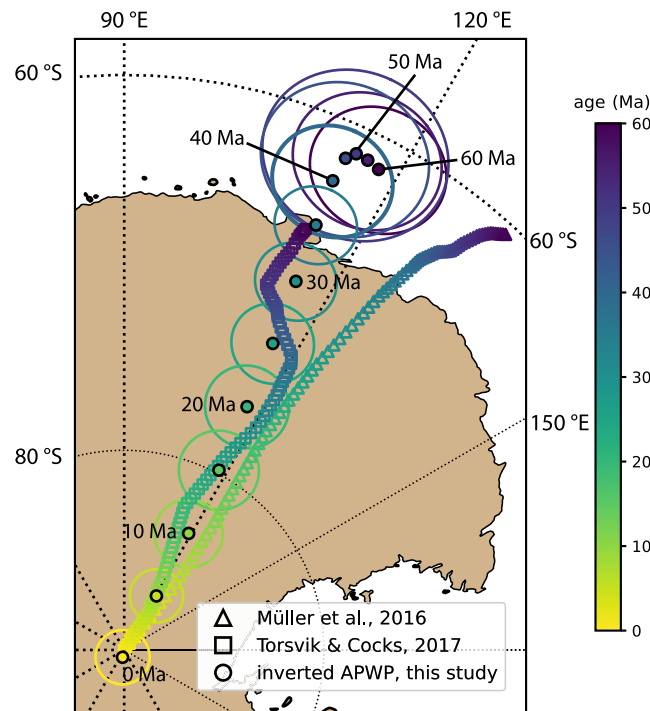 90 °E
120 °E
60 °S
50 Ma
age (Ma)
60
40 Ma
60 Ma
50
60 °S
30 Ma
40
20 Ma
30
150 °E
80 °S
20
10 Ma
10
Müller et al., 2016
Torsvik & Cocks, 2017
inverted APWP, this study
0 Ma
0